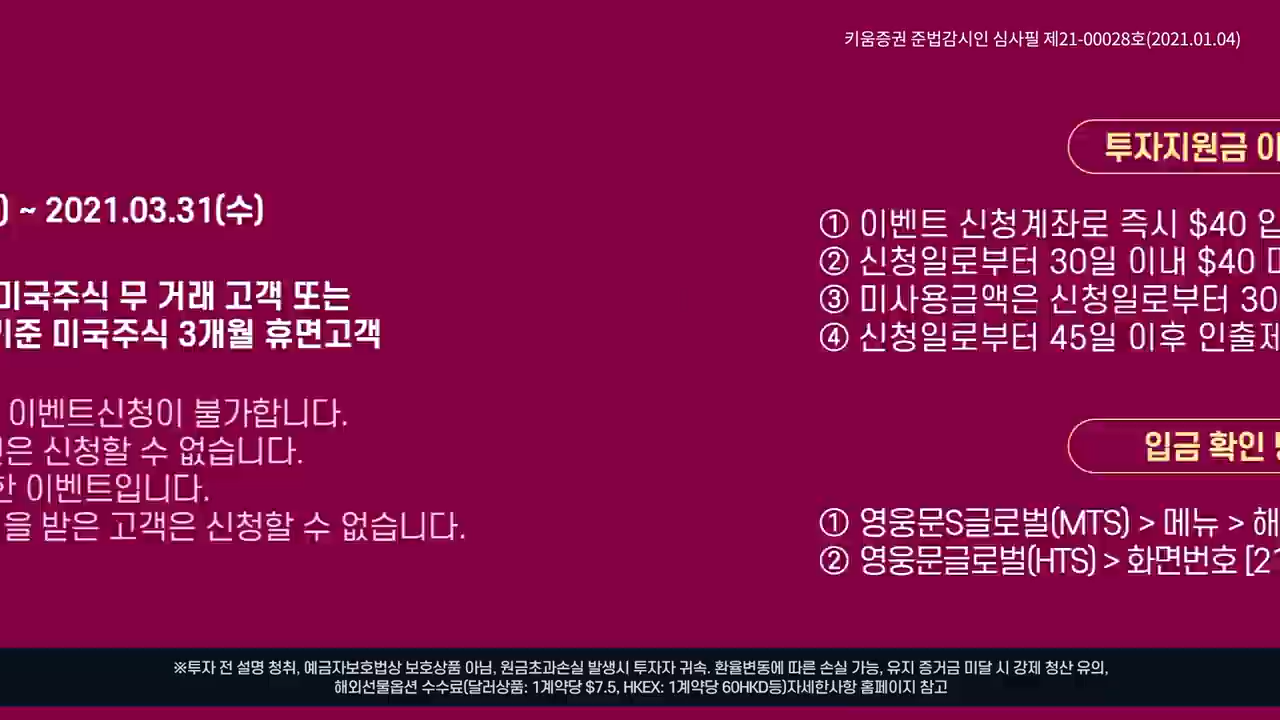 키움증권 준법감시인 심사필 제21-00028호(2021.01.04)
) ~ 2021.03.31(수)
미국주식 무 거래 고객 또는
기준 미국주식 3개월 휴면고객
이벤트신청이 불가합니다.
은 신청할 수 없습니다.
한 이벤트입니다.
을 받은 고객은 신청할 수 없습니다.
투자지원금
① 이벤트 신청계좌로 즉시 $40 입
② 신청일로부터 30일 이내 $40
③ 미사용금액은 신청일로부터 30
④ 신청일로부터 45일 이후 인출제
입금 확인
① 영웅문S글로벌(MTS) > 메뉴 > 해
② 영웅문글로벌(HTS) > 화면번호 [21
※투자 전 설명 청취, 예금자보호법상 보호상품 아님, 원금초과손실 발생시 투자자 귀속. 환율변동에 따른 손실 가능, 유지 증거금 미달 시 강제 청산 유의,
해외선물옵션 수수료(달러상품: 1계약당 $7.5, HKEX: 1계약당 60HKD등)자세한사항 홈페이지 참고